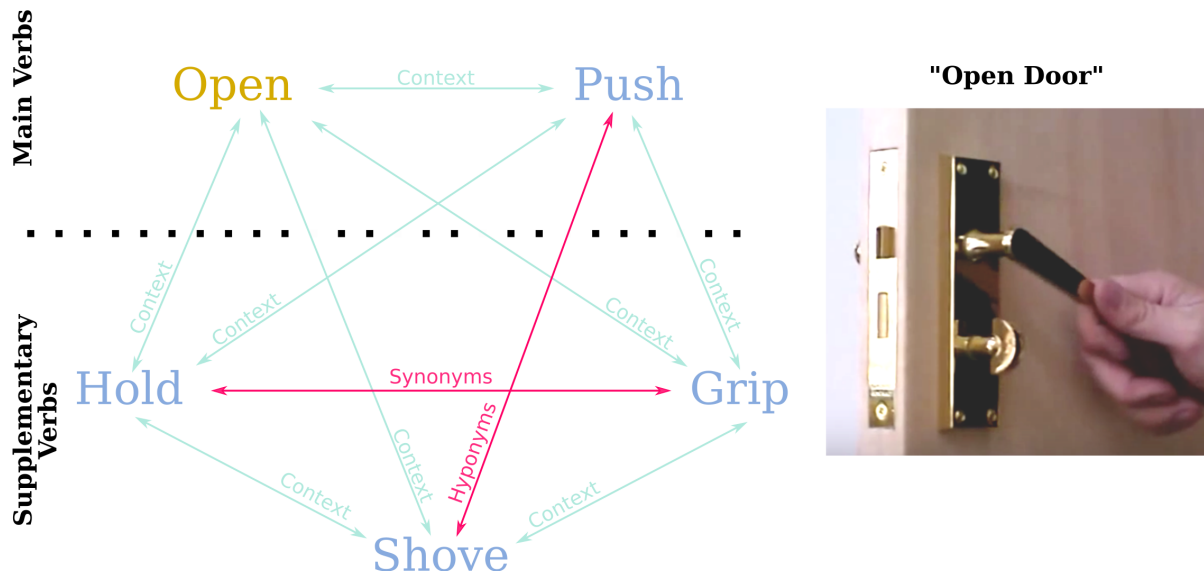 Main Verbs
Open
Context
Push
"Open Door"
Context
Context
Context
Context
Supplementary
Verbs
Hold
Synonyms
Grip
Hyponyms
Context
Context
Context
Shove